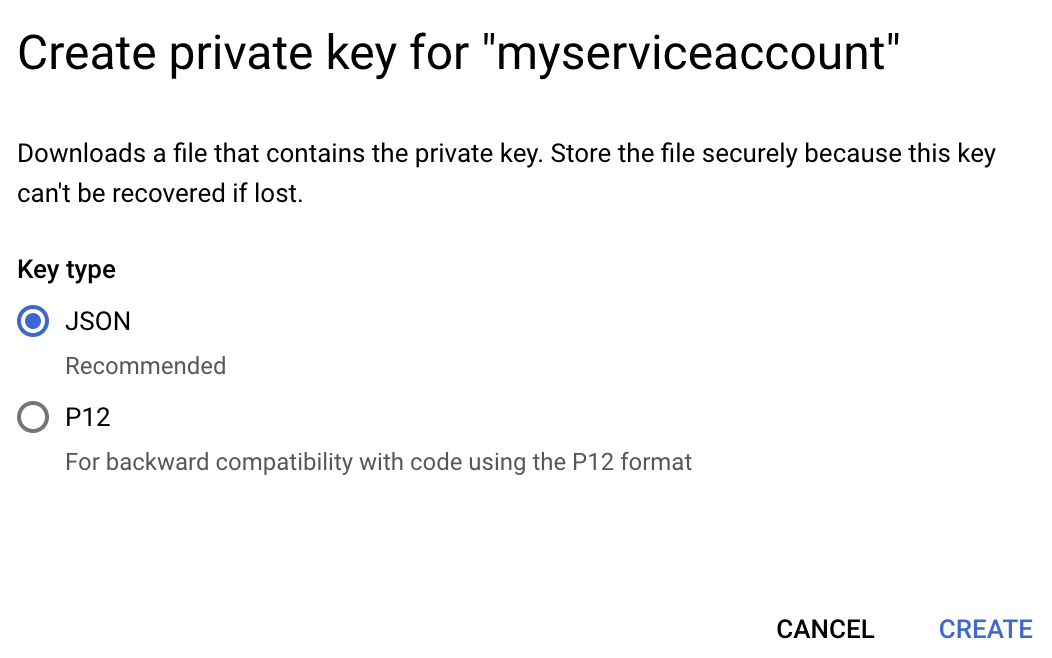 Create private key for "myserviceaccount"
Downloads a file that contains the private key. Store the file securely because this key
can't be recovered if lost.
Key type
JSON
Recommended
P12
For backward compatibility with code using the P12 format
CANCEL CREATE